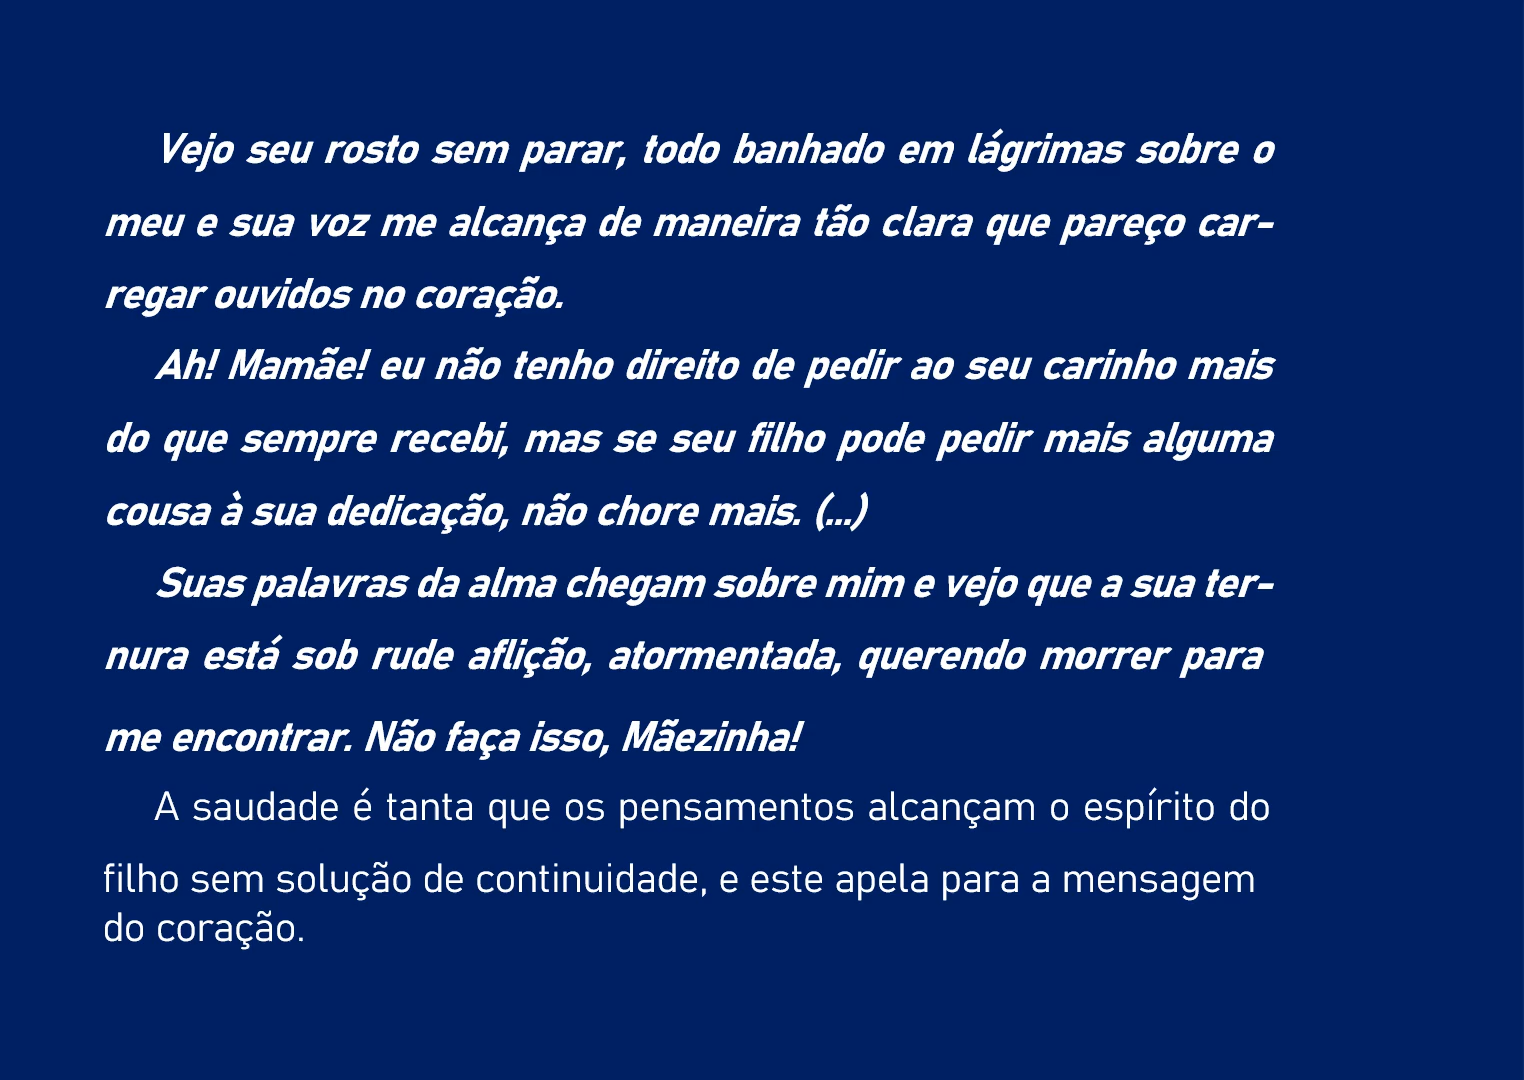 Vejo seu rosto sem parar, todo banhado em lágrimas sobre o
meu e sua voz me alcança de maneira tão clara que pareço car-
regar ouvidos no coração.
Ah! Mamãe! eu não tenho direito de pedir ao seu carinho mais
do que sempre recebi, mas se seu filho pode pedir mais alguma
cousa à sua dedicação, não chore mais. (...)
Suas palavras da alma chegam sobre mim e vejo que a sua ter-
nura está sob rude aflição, atormentada, querendo morrer para
me encontrar. Não faça isso, Mãezinha!
A saudade é tanta que os pensamentos alcançam o espírito do
filho sem solução de continuidade, e este apela para a mensagem
do coração.